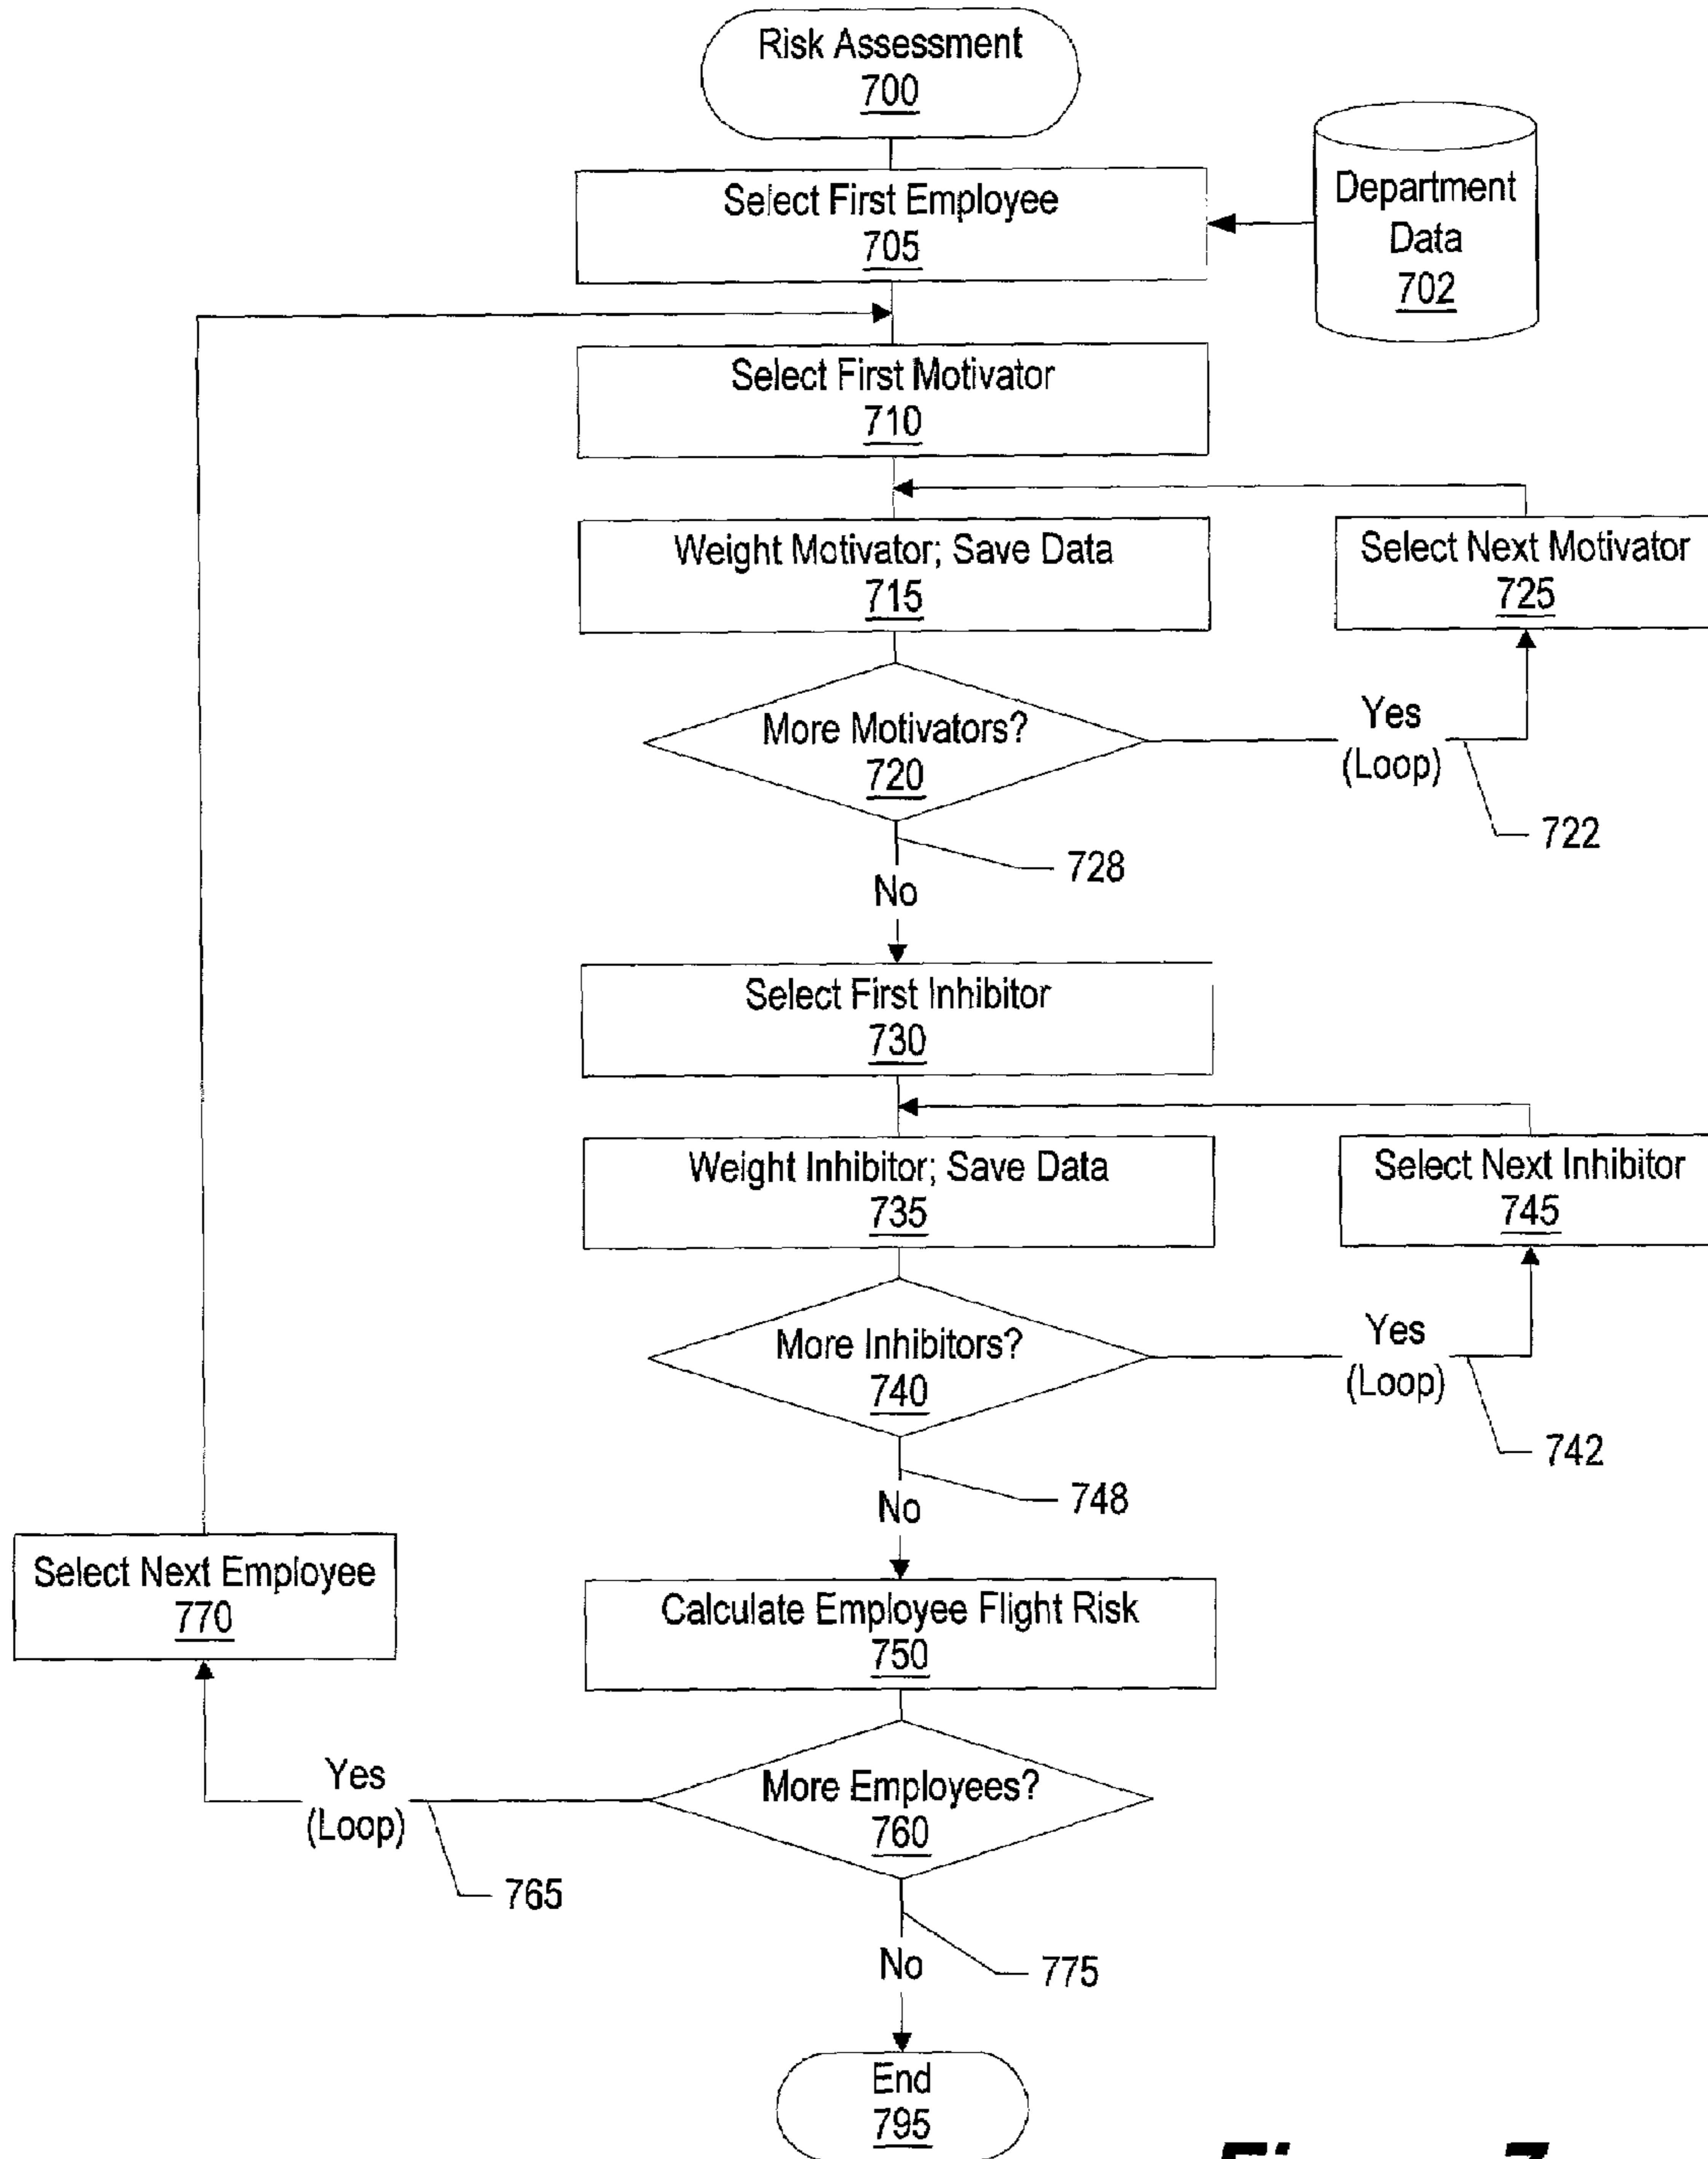 Risk Assessment
700
Select First Employee
705
Department
Data
702
Select First Motivator
710
Weight Motivator; Save Data
715
Select Next Motivator
725
More Motivators?
720
Yes
(Loop)
722
728
No
Select First Inhibitor
730
Weight Inhibitor; Save Data
735
Select Next Inhibitor
745
More Inhibitors?
740
Yes
(Loop)
742
748
No
Select Next Employee
770
Calculate Employee Flight Risk
750
More Employees?
760
Yes
(Loop)
765
775
No
End
795